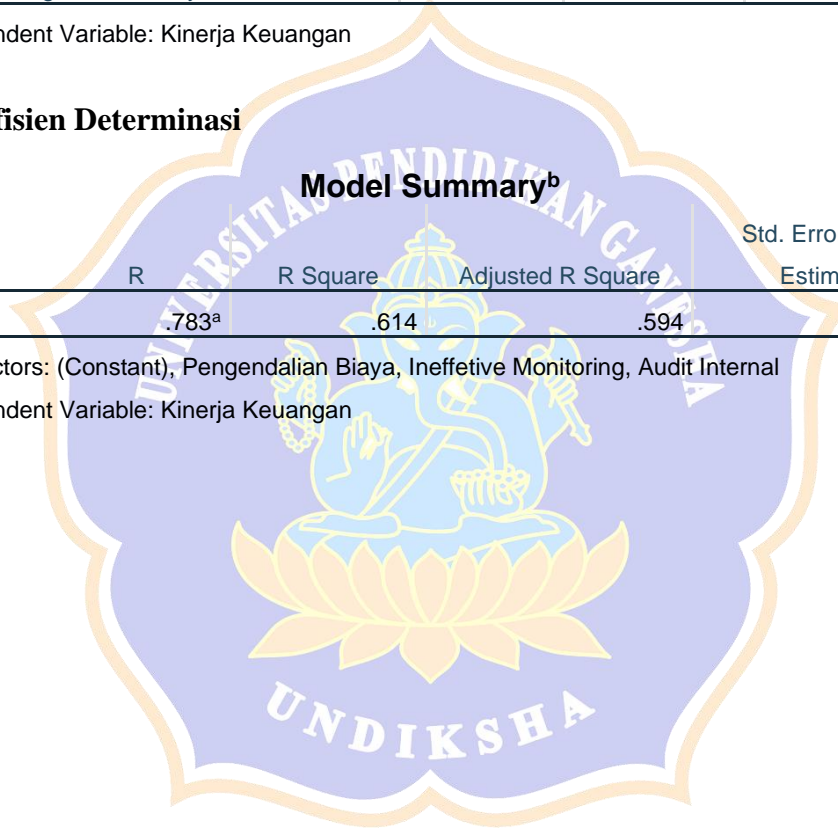 ndent Variable: Kinerja Keuangan
fisien Determinasi
Model Summaryᵇ
R R Square Adjusted R Square Std. Erro
Estim
.783ᵃ .614 .594
ctors: (Constant), Pengendalian Biaya, Ineffetive Monitoring, Audit Internal
ndent Variable: Kinerja Keuangan
UNIVERSITAS PENDIDIKAN GANESHA
UNDIKSHA